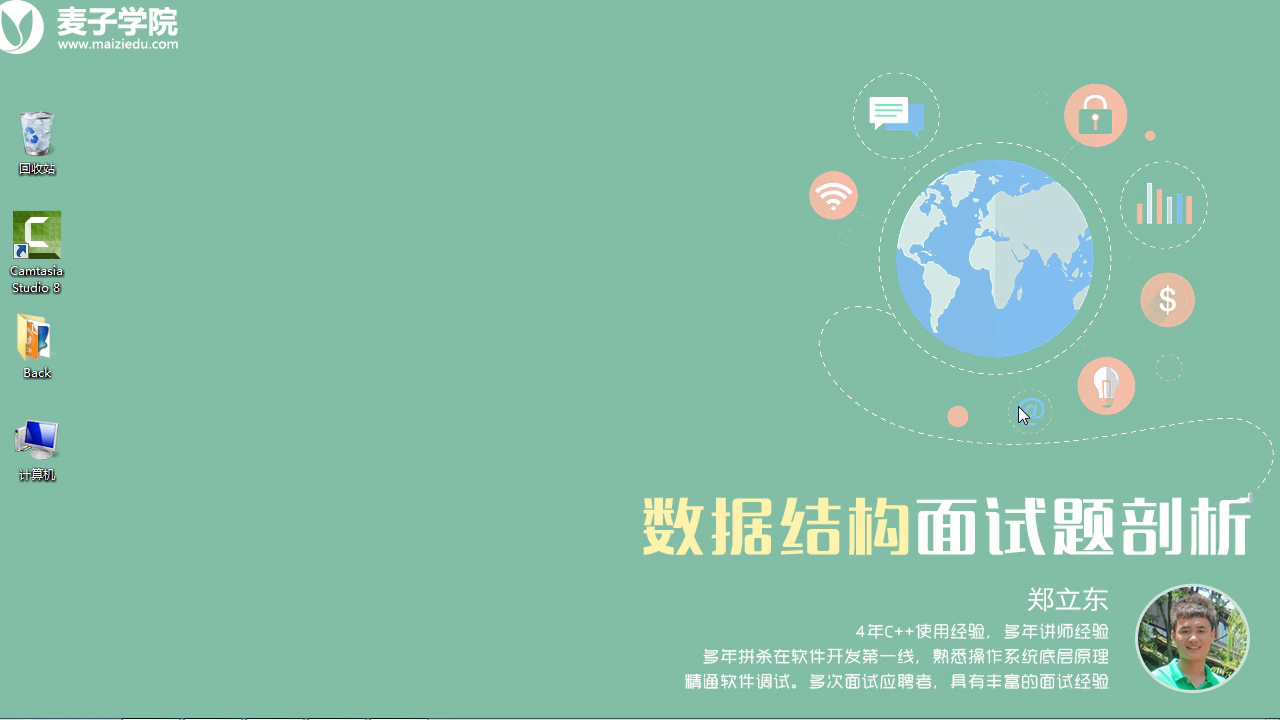 麦子学院
www.maiziedu.com
回收站
Camtasia
Studio 8
Back
计算机
$
@
数据结构面试题剖析
郑立东
4年C++使用经验，多年讲师经验
多年拼杀在软件开发第一线，熟悉操作系统底层原理
精通软件调试。多次面试应聘者，具有丰富的面试经验